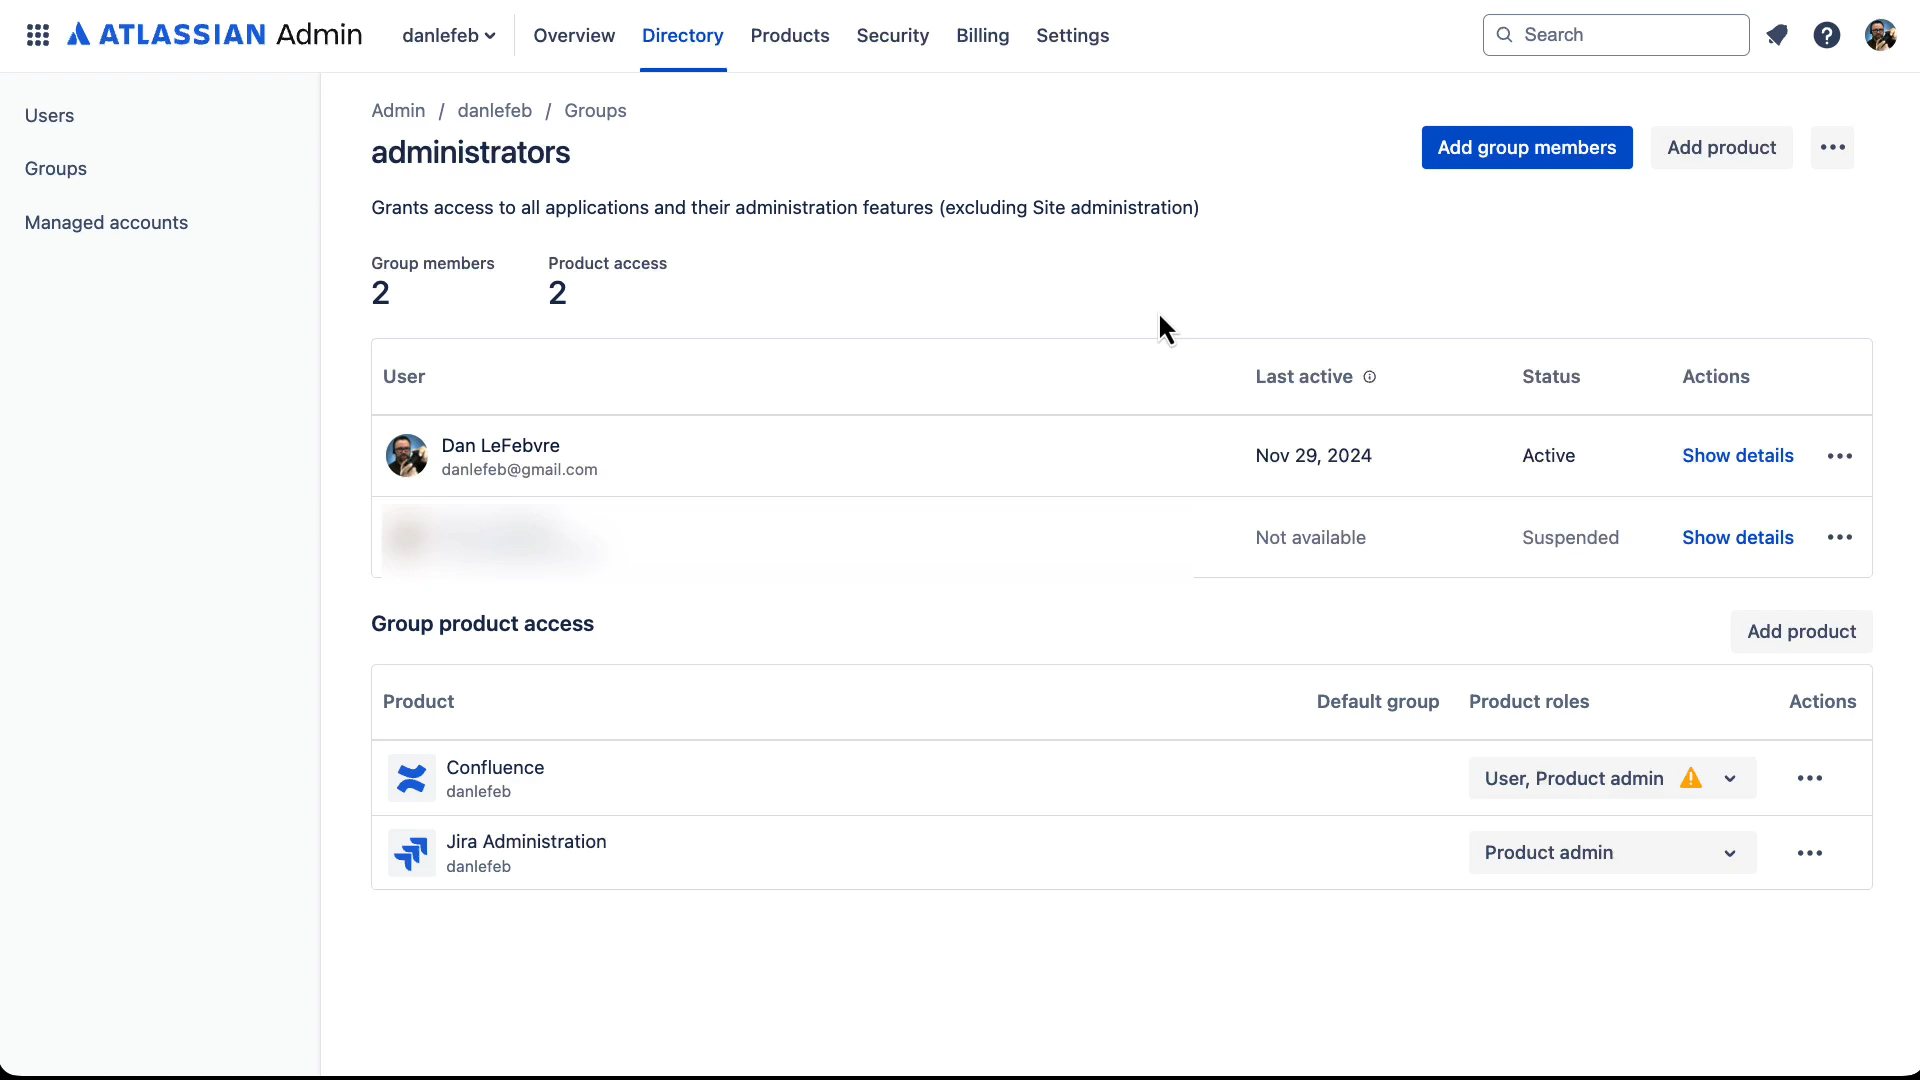 ATLASSIAN Admin danlefeb Overview Directory Products Security Billing Settings Search
Users
Groups
Managed accounts
Admin / danlefeb / Groups
administrators
Add group members Add product
Grants access to all applications and their administration features (excluding Site administration)
Group members Product access
2 2
User Last active Status Actions
Dan LeFebvre
danlefeb@gmail.com
Nov 29, 2024 Active Show details
Not available Suspended Show details
Group product access Add product
Product Default group Product roles Actions
Confluence
danlefeb
User, Product admin
Jira Administration
danlefeb
Product admin